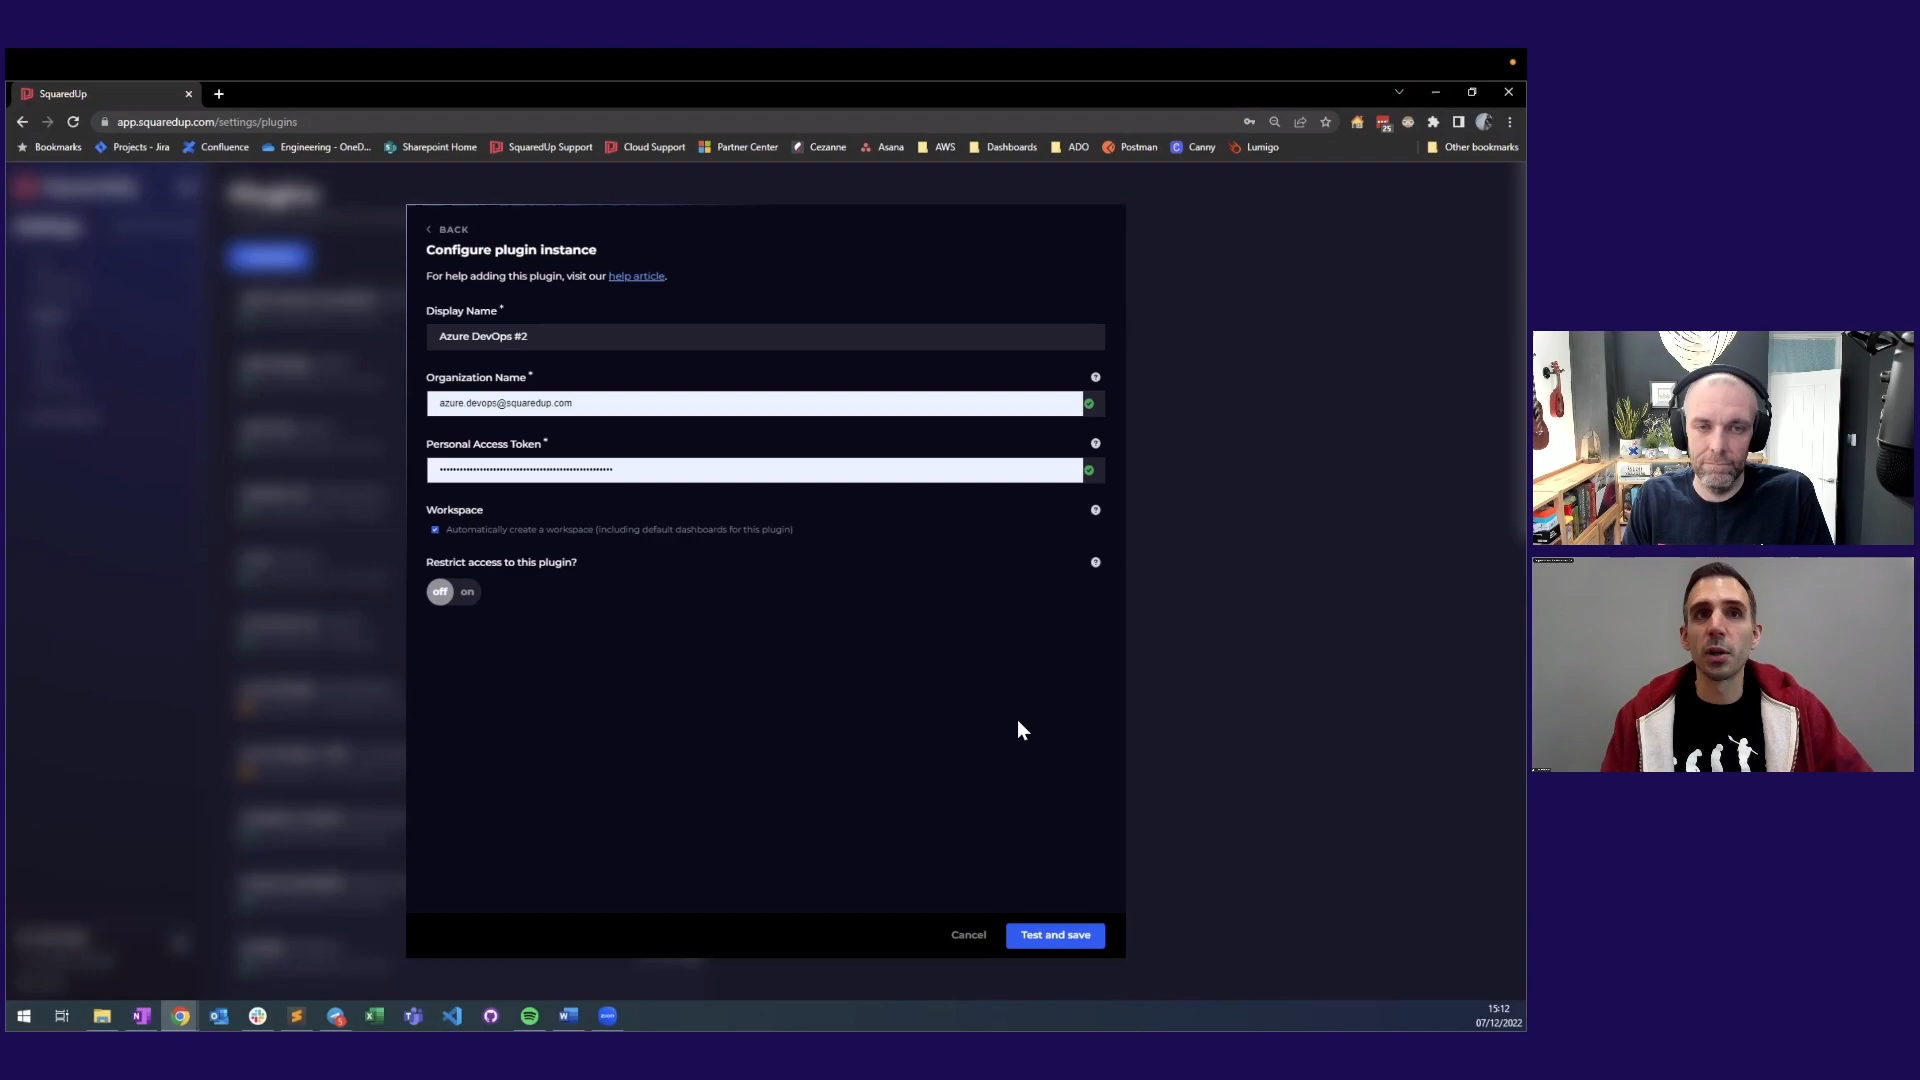 SquaredUp
app.squaredup.com/settings/plugins
25
Bookmarks
Projects - Jira
Confluence
Engineering - OneD...
Sharepoint Home
SquaredUp Support
Cloud Support
Partner Center
Cezanne
Asana
AWS
Dashboards
ADO
Postman
Canny
Lumigo
Other bookmarks
BACK
Configure plugin instance
For help adding this plugin, visit our help article.
Display Name *
Azure DevOps #2
Organization Name *
azure.devops@squaredup.com
Personal Access Token *
Workspace
Automatically create a workspace (including default dashboards for this plugin)
Restrict access to this plugin?
off on
Cancel
Test and save
15:12
07/12/2022